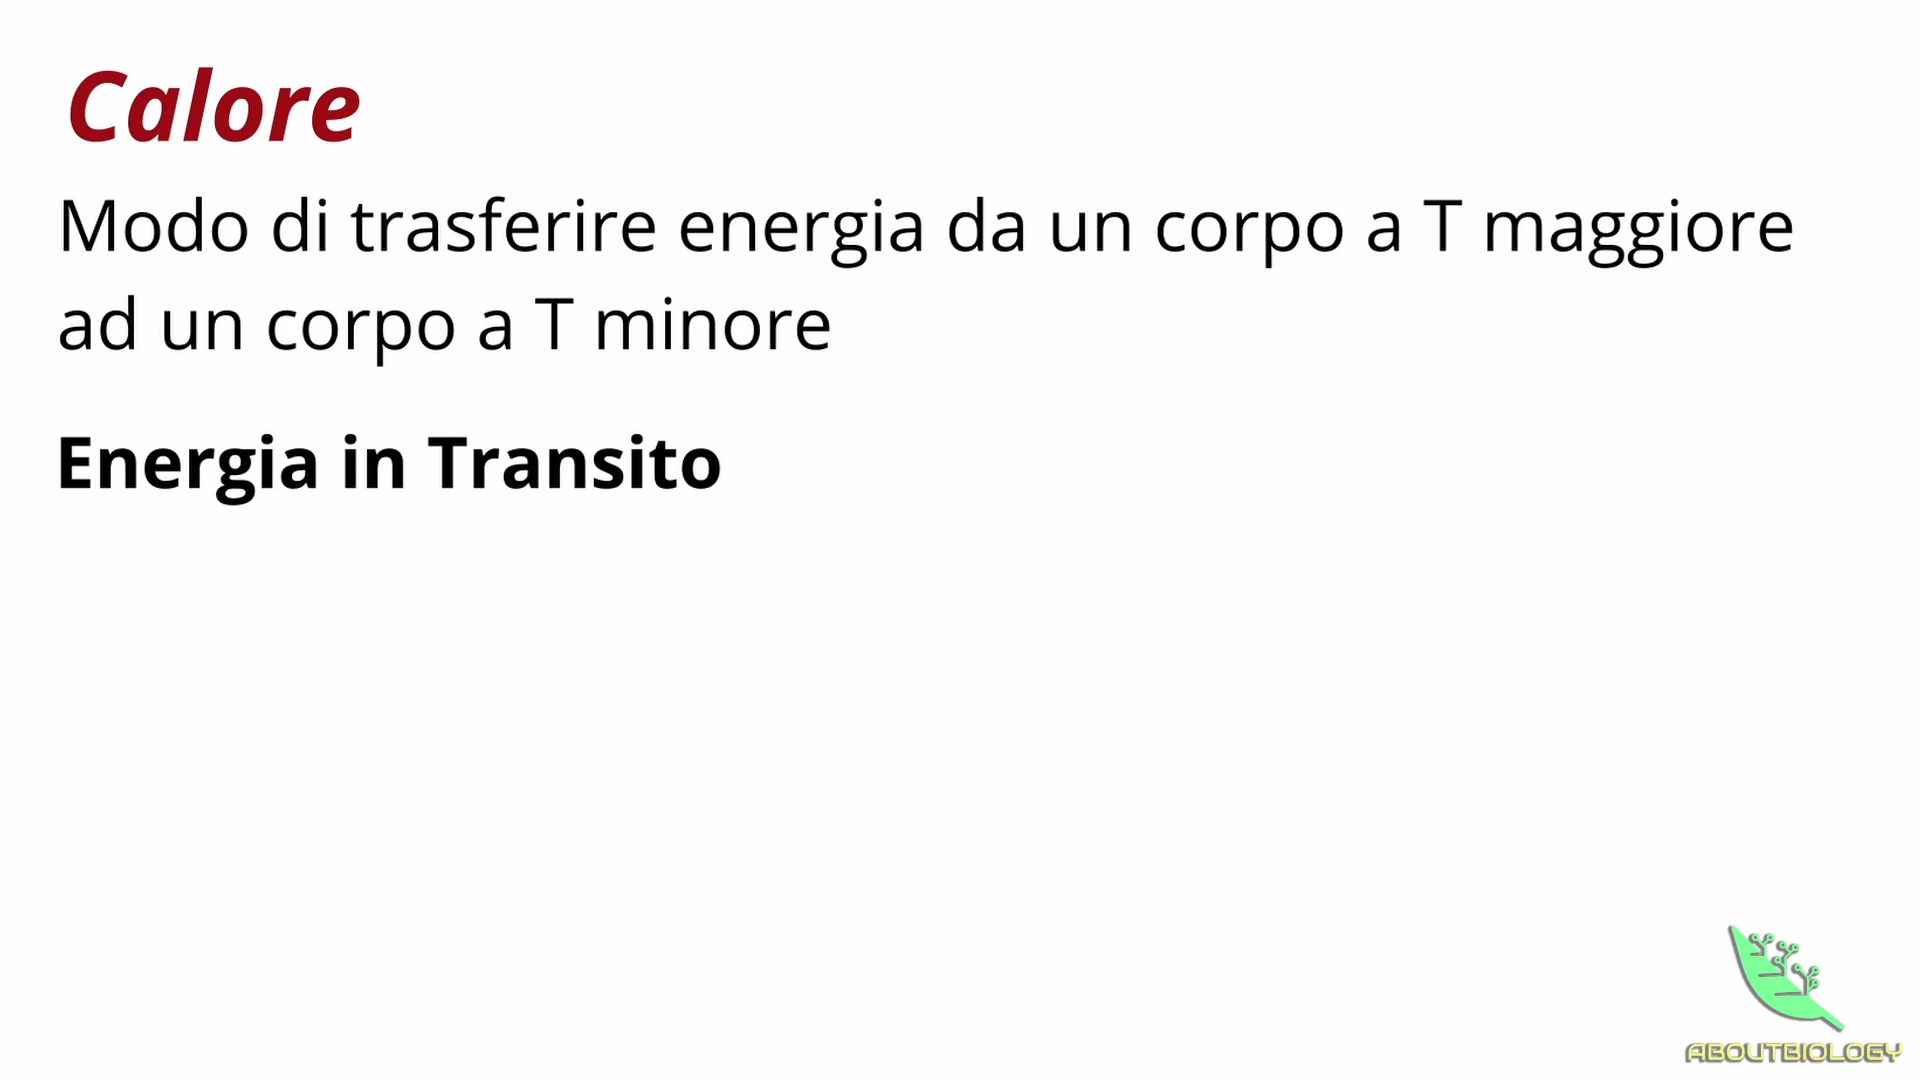 Calore
Modo di trasferire energia da un corpo a T maggiore
ad un corpo a T minore
Energia in Transito
ABOUTBIOLOGY